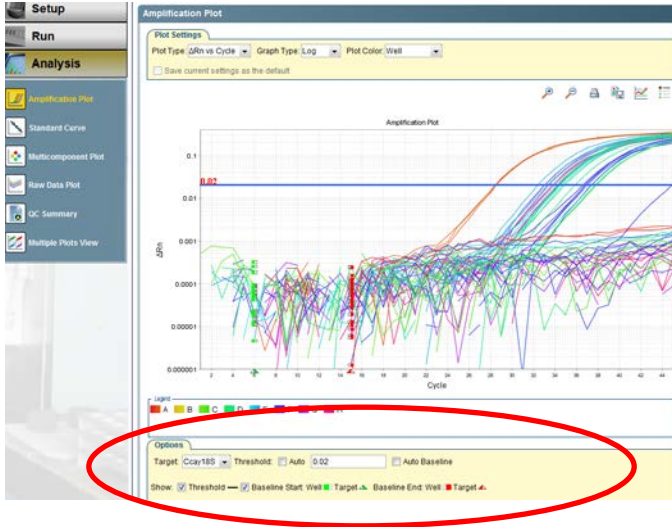 Setup
Run
Analysis
Amplification Plot
Standard Curve
Multicomponent Plot
Raw Data Plot
QC Summary
Multiple Plots View
Amplification Plot
Plot Settings
Plot Type: ΔRn vs Cycle Graph Type: Log Plot Color: Well
Save current settings as the default
Amplification Plot
0.1
0.02
0.01
0.001
0.0001
0.00001
0.000001
ΔRn
2 4 6 8 10 12 14 16 18 20 22 24 26 28 30 32 34 36 38 40 42 44
Cycle
Legend
A B C D
Options
Target: Ccay18S Threshold: Auto 0.02 Auto Baseline
Show: Threshold Baseline Start: Well Target Baseline End: Well Target